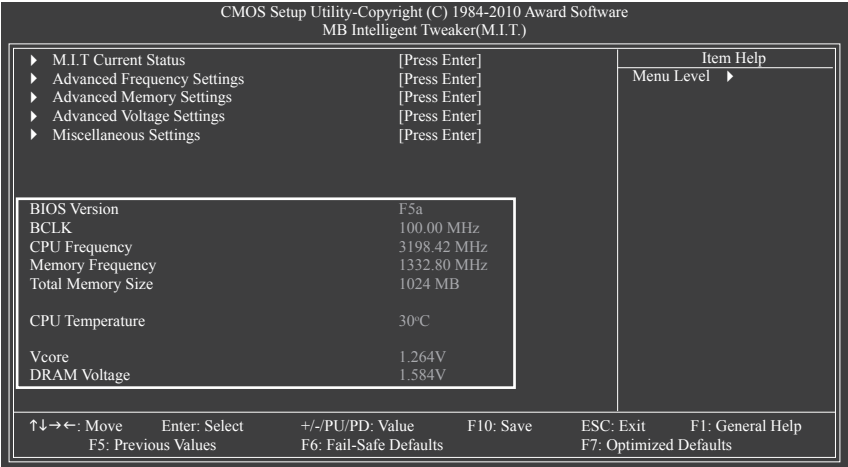 CMOS Setup Utility-Copyright (C) 1984-2010 Award Software
MB Intelligent Tweaker(M.I.T.)
▶ M.I.T Current Status [Press Enter]
▶ Advanced Frequency Settings [Press Enter]
▶ Advanced Memory Settings [Press Enter]
▶ Advanced Voltage Settings [Press Enter]
▶ Miscellaneous Settings [Press Enter]
Item Help
Menu Level ▶
BIOS Version F5a
BCLK 100.00 MHz
CPU Frequency 3198.42 MHz
Memory Frequency 1332.80 MHz
Total Memory Size 1024 MB
CPU Temperature 30°C
Vcore 1.264V
DRAM Voltage 1.584V
↑↓→←: Move Enter: Select +/-/PU/PD: Value F10: Save ESC: Exit F1: General Help
F5: Previous Values F6: Fail-Safe Defaults F7: Optimized Defaults